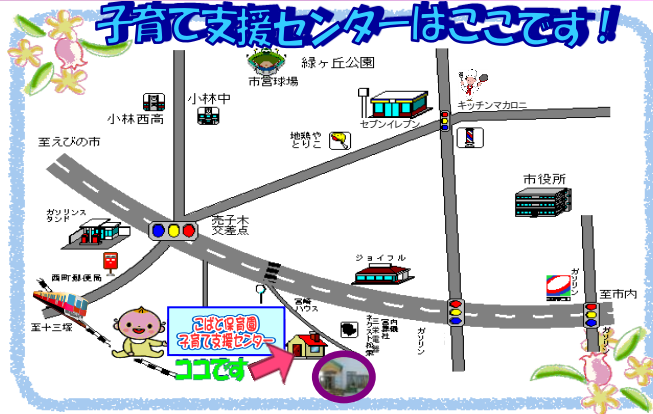 子育て支援センターはここです!
緑ヶ丘公園
市営球場
小林中
小林西高
キッチンマカロニ
セブンイレブン
地鶏や
とりこ
至えびの市
市役所
ガソリンス
タンド
売子木
交差点
ジョイフル
西町郵便局
ガソリン
至市内
宮崎
ハウス
至十三塚
こばと保育園
子育て支援センター
ココです
ガソリン
ガソリン